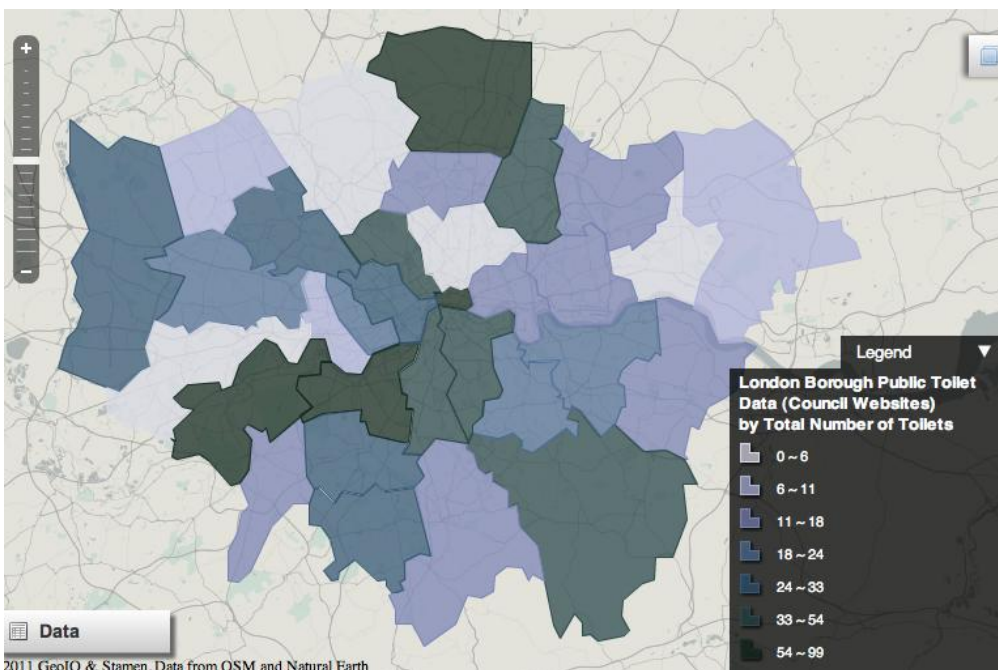 +
−
Legend ▼
London Borough Public Toilet
Data (Council Websites)
by Total Number of Toilets
0 ~ 6
6 ~ 11
11 ~ 18
18 ~ 24
24 ~ 33
33 ~ 54
54 ~ 99
Data
2011 GeoIQ & Stamen, Data from OSM and Natural Earth